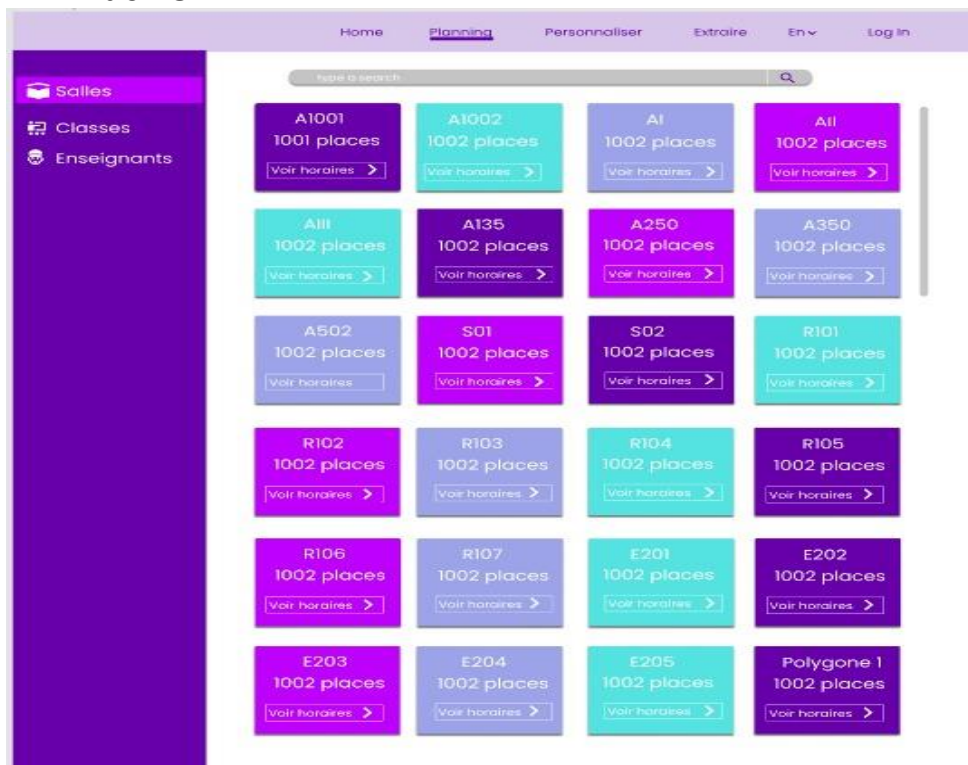 Home Planning Personnaliser Extraire En Log In
type a search
Salles
Classes
Enseignants
A1001 A1002 AI AII
1001 places 1002 places 1002 places 1002 places
Voir horaires Voir horaires Voir horaires Voir horaires
AIII A135 A250 A350
1002 places 1002 places 1002 places 1002 places
Voir horaires Voir horaires Voir horaires Voir horaires
A502 S01 S02 R101
1002 places 1002 places 1002 places 1002 places
Voir horaires Voir horaires Voir horaires Voir horaires
R102 R103 R104 R105
1002 places 1002 places 1002 places 1002 places
Voir horaires Voir horaires Voir horaires Voir horaires
R106 R107 E201 E202
1002 places 1002 places 1002 places 1002 places
Voir horaires Voir horaires Voir horaires Voir horaires
E203 E204 E205 Polygone 1
1002 places 1002 places 1002 places 1002 places
Voir horaires Voir horaires Voir horaires Voir horaires